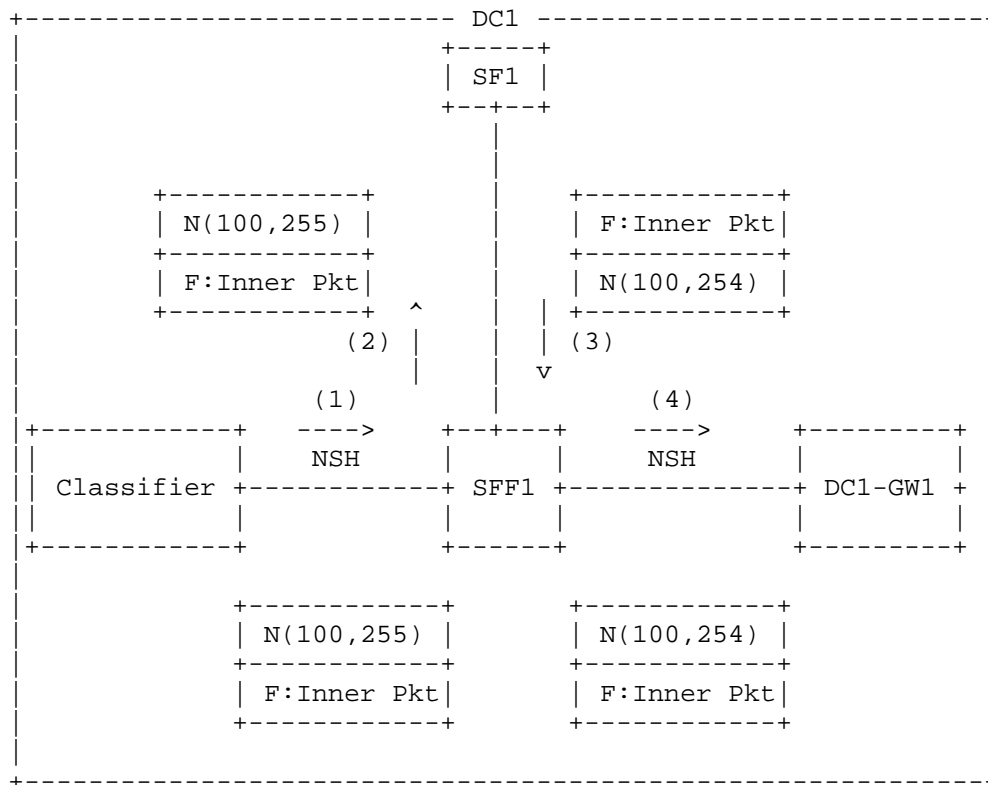 DC1
SF1
N(100,255) F:Inner Pkt
F:Inner Pkt N(100,254)
(2) (3)
(1) (4)
NSH NSH
Classifier SFF1 DC1-GW1
N(100,255) N(100,254)
F:Inner Pkt F:Inner Pkt